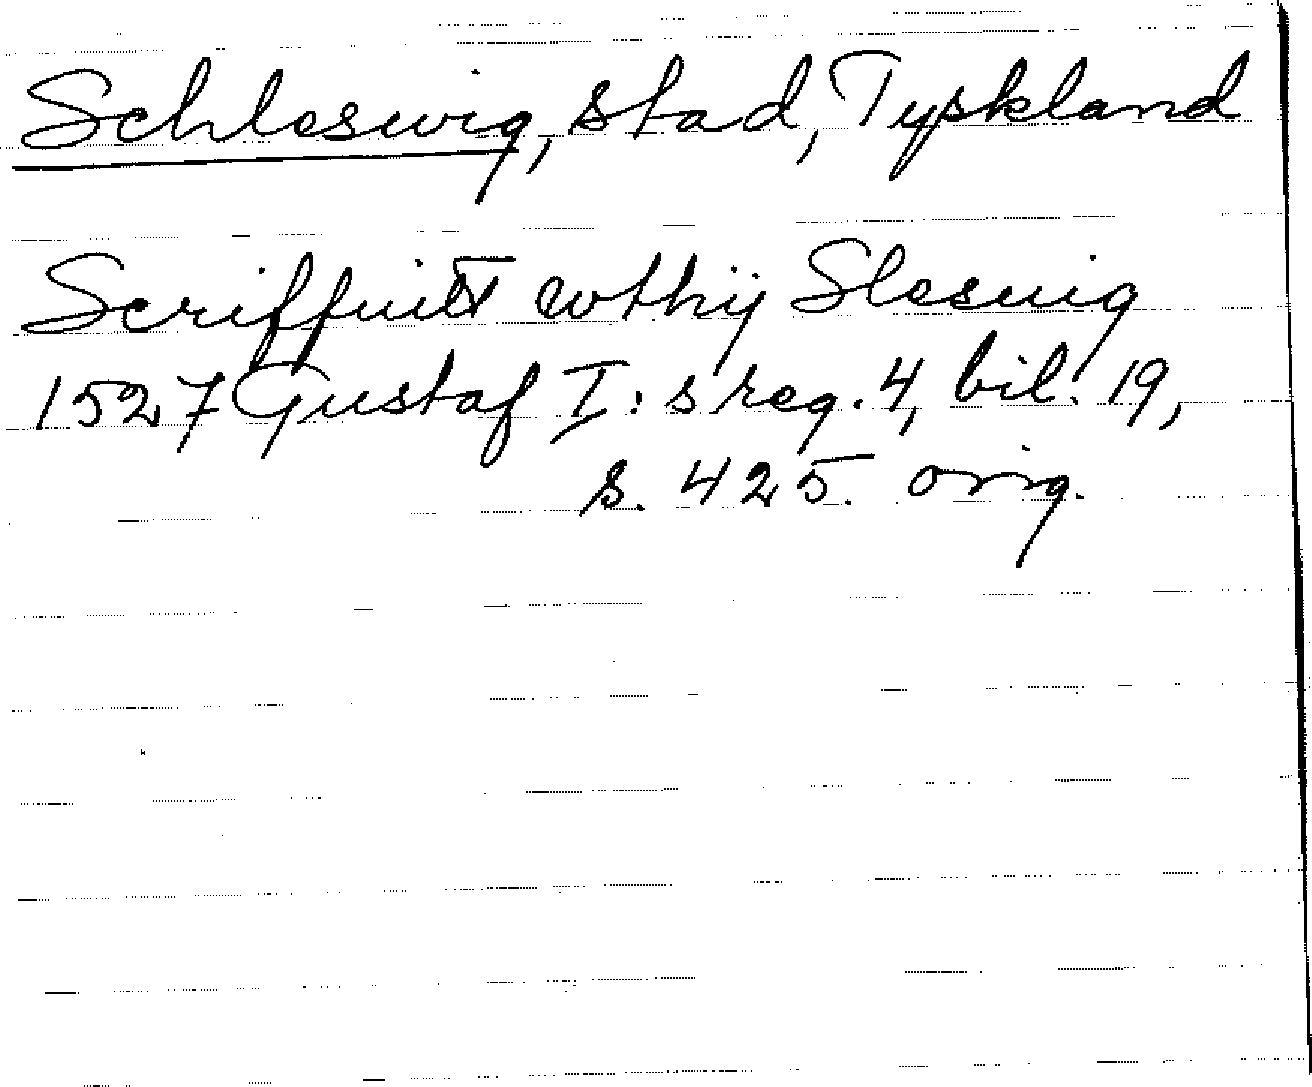 Schleswig, stad, Tyskland
Scriffuitt wthij Slesuig
1527 Gustaf I:s reg. 4, bil. 19,
s. 425. orig.